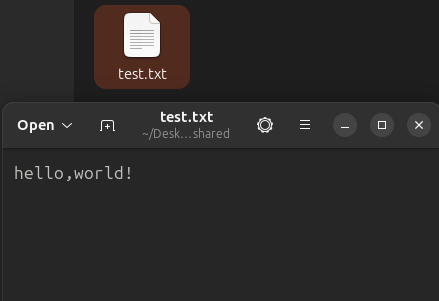 test.txt
Open
test.txt
~/Desk...shared
hello,world!